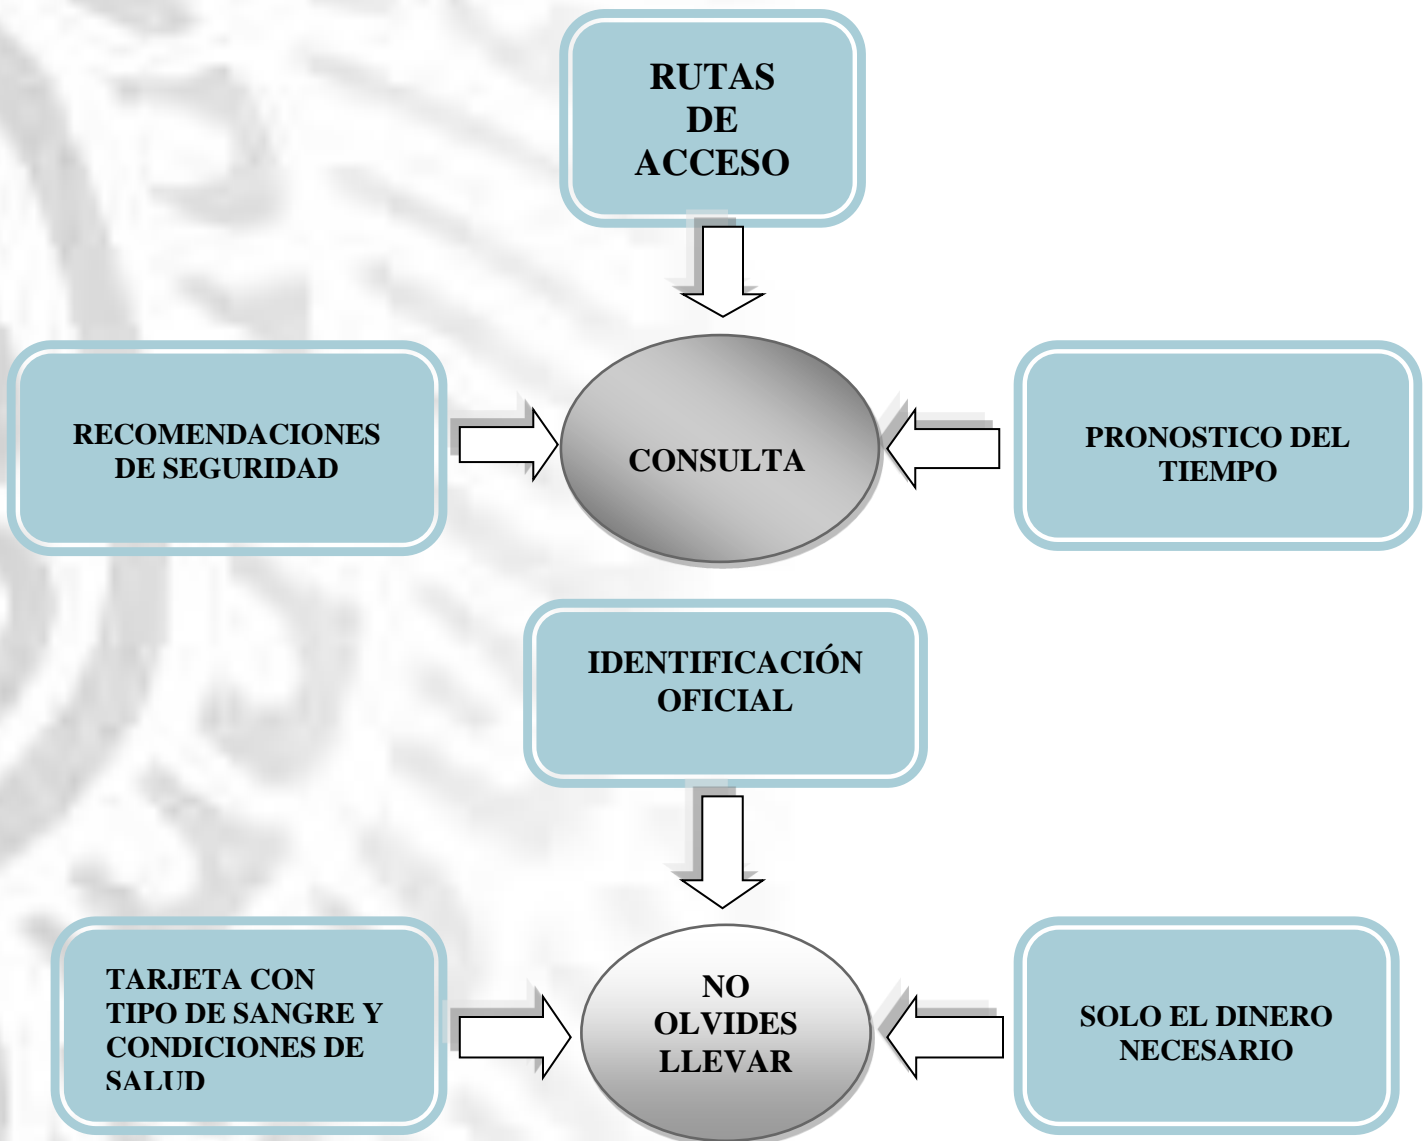 RUTAS
DE
ACCESO
RECOMENDACIONES
DE SEGURIDAD
CONSULTA
PRONOSTICO DEL
TIEMPO
IDENTIFICACIÓN
OFICIAL
TARJETA CON
TIPO DE SANGRE Y
CONDICIONES DE
SALUD
NO
OLVIDES
LLEVAR
SOLO EL DINERO
NECESARIO